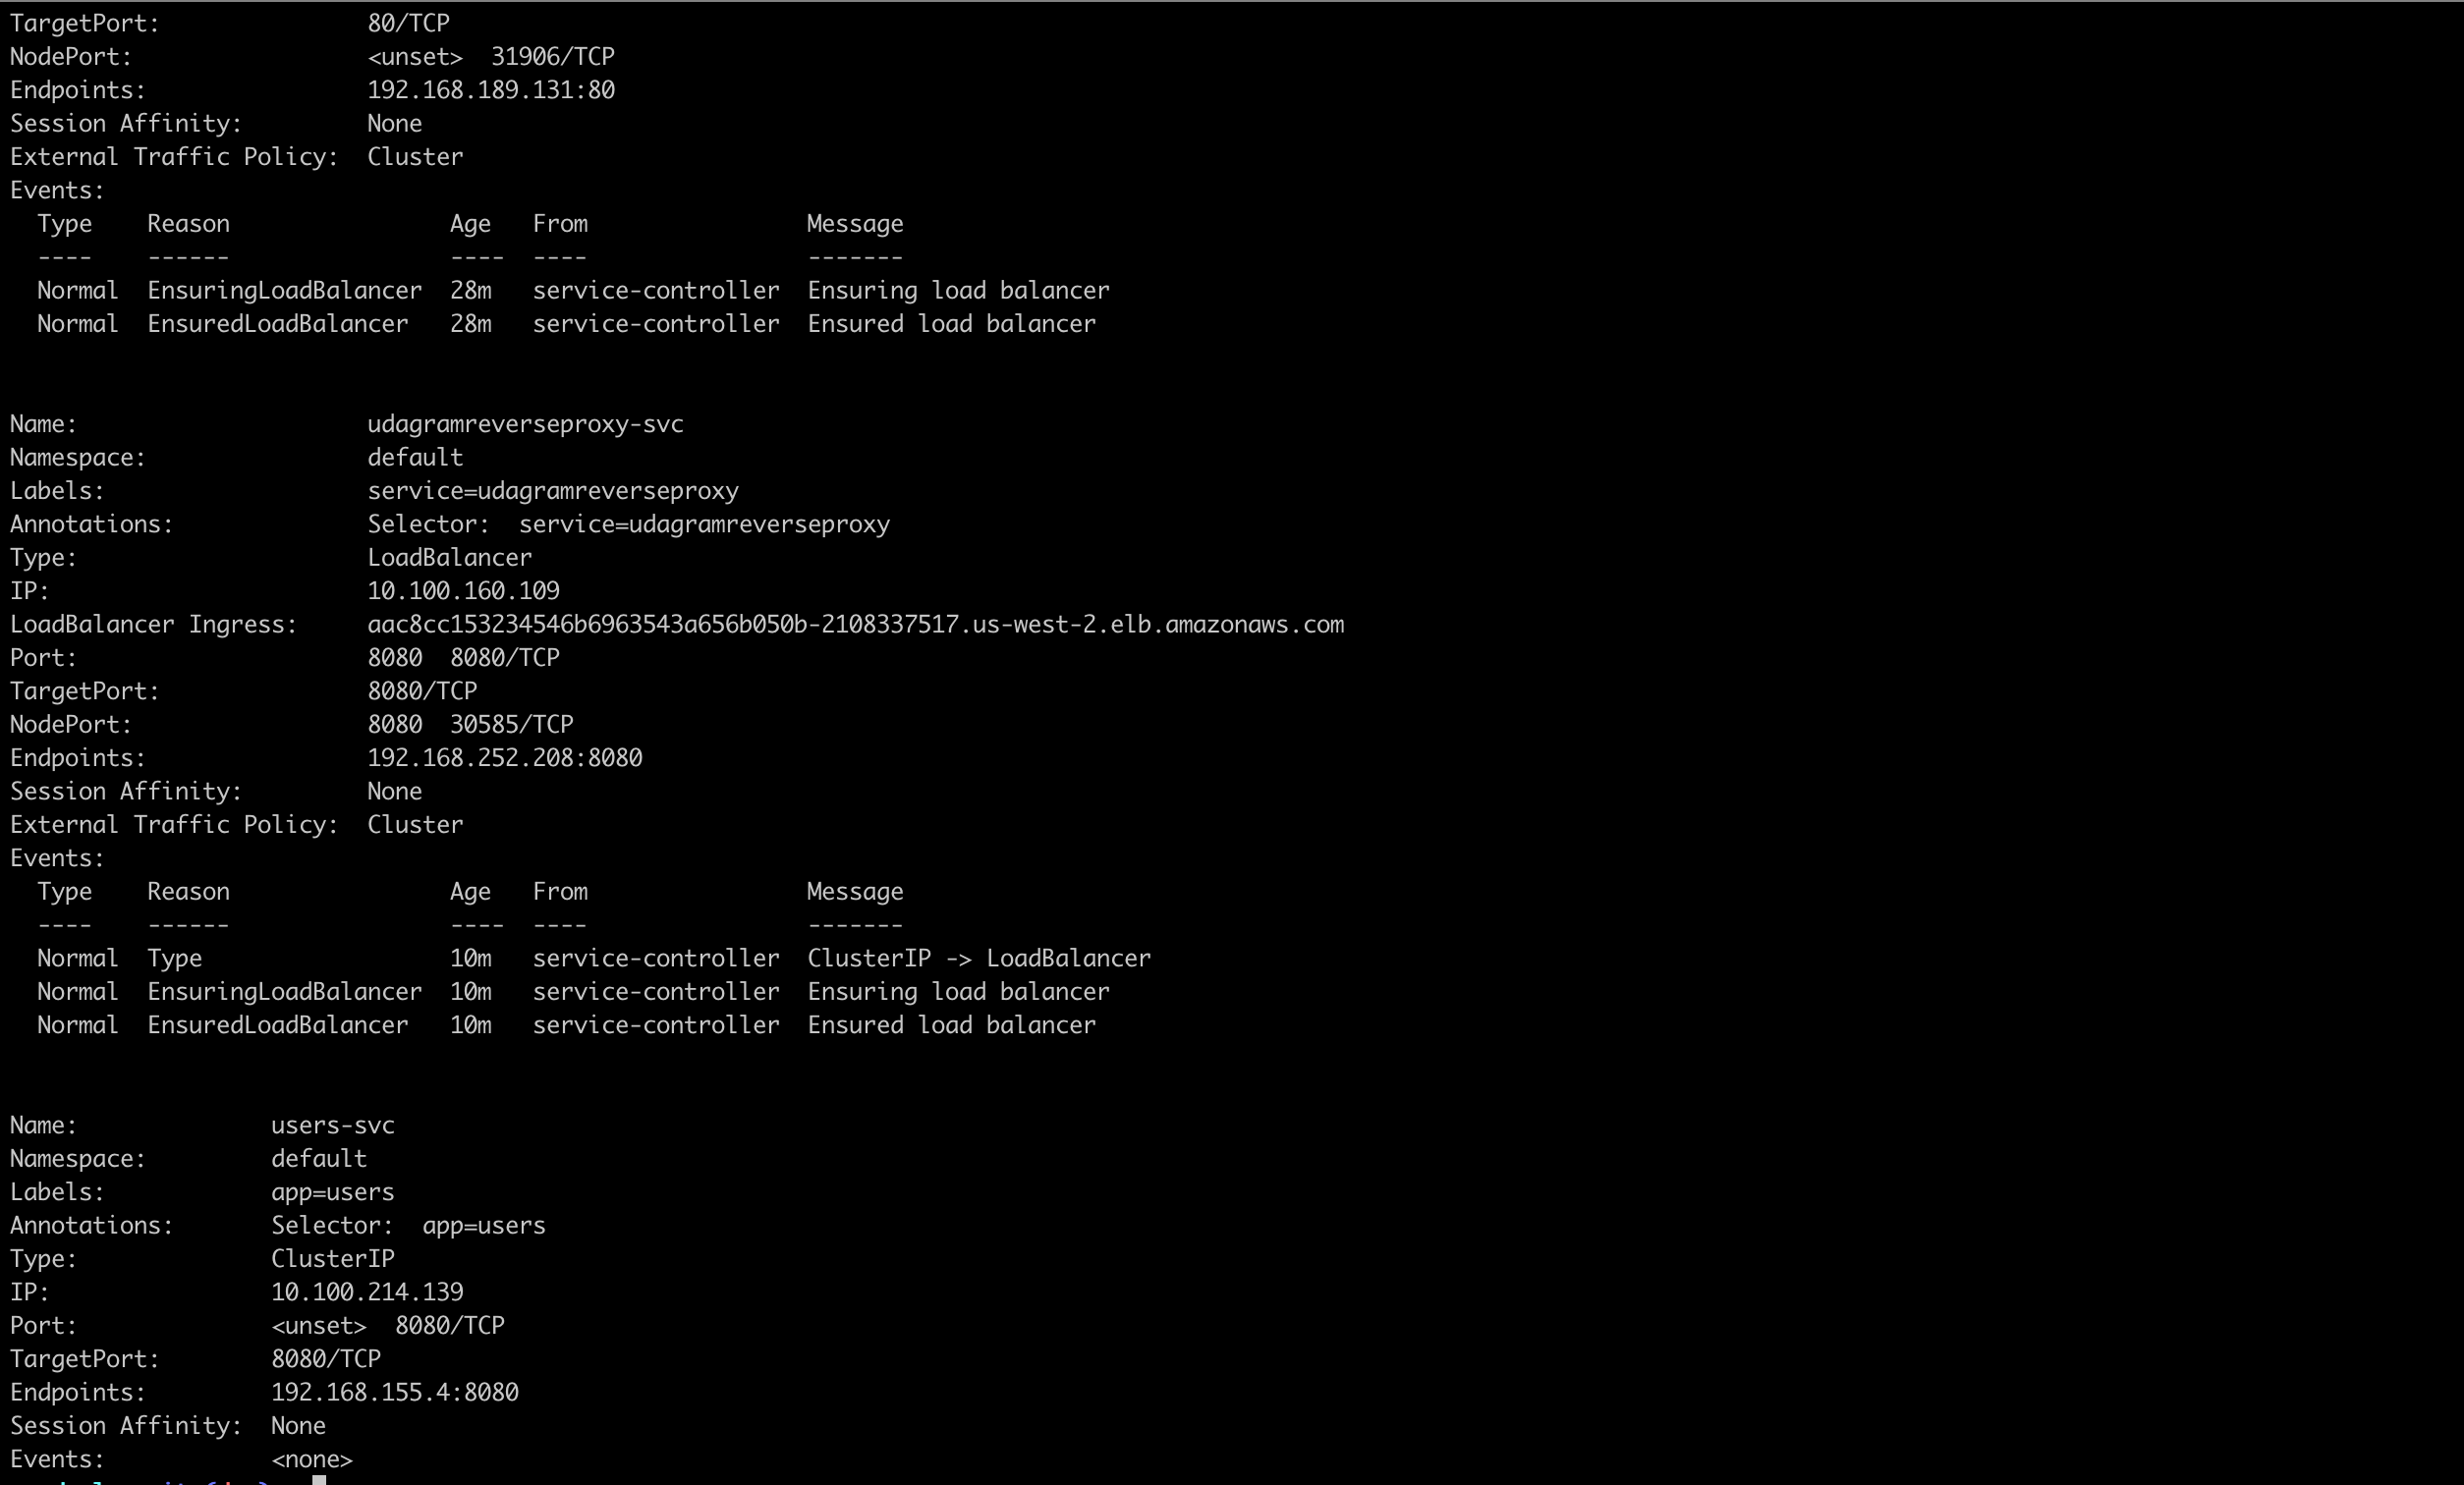 TargetPort:               80/TCP
NodePort:                 <unset>  31906/TCP
Endpoints:                192.168.189.131:80
Session Affinity:         None
External Traffic Policy:  Cluster
Events:
  Type    Reason                Age   From                Message
  ----    ------                ----  ----                -------
  Normal  EnsuringLoadBalancer  28m   service-controller  Ensuring load balancer
  Normal  EnsuredLoadBalancer   28m   service-controller  Ensured load balancer
Name:                     udagramreverseproxy-svc
Namespace:                default
Labels:                   service=udagramreverseproxy
Annotations:              Selector:  service=udagramreverseproxy
Type:                     LoadBalancer
IP:                       10.100.160.109
LoadBalancer Ingress:     aac8cc153234546b6963543a656b050b-2108337517.us-west-2.elb.amazonaws.com
Port:                     8080  8080/TCP
TargetPort:               8080/TCP
NodePort:                 8080  30585/TCP
Endpoints:                192.168.252.208:8080
Session Affinity:         None
External Traffic Policy:  Cluster
Events:
  Type    Reason                Age   From                Message
  ----    ------                ----  ----                -------
  Normal  Type                  10m   service-controller  ClusterIP -> LoadBalancer
  Normal  EnsuringLoadBalancer  10m   service-controller  Ensuring load balancer
  Normal  EnsuredLoadBalancer   10m   service-controller  Ensured load balancer
Name:              users-svc
Namespace:         default
Labels:            app=users
Annotations:       Selector:  app=users
Type:              ClusterIP
IP:                10.100.214.139
Port:              <unset>  8080/TCP
TargetPort:        8080/TCP
Endpoints:         192.168.155.4:8080
Session Affinity:  None
Events:            <none>